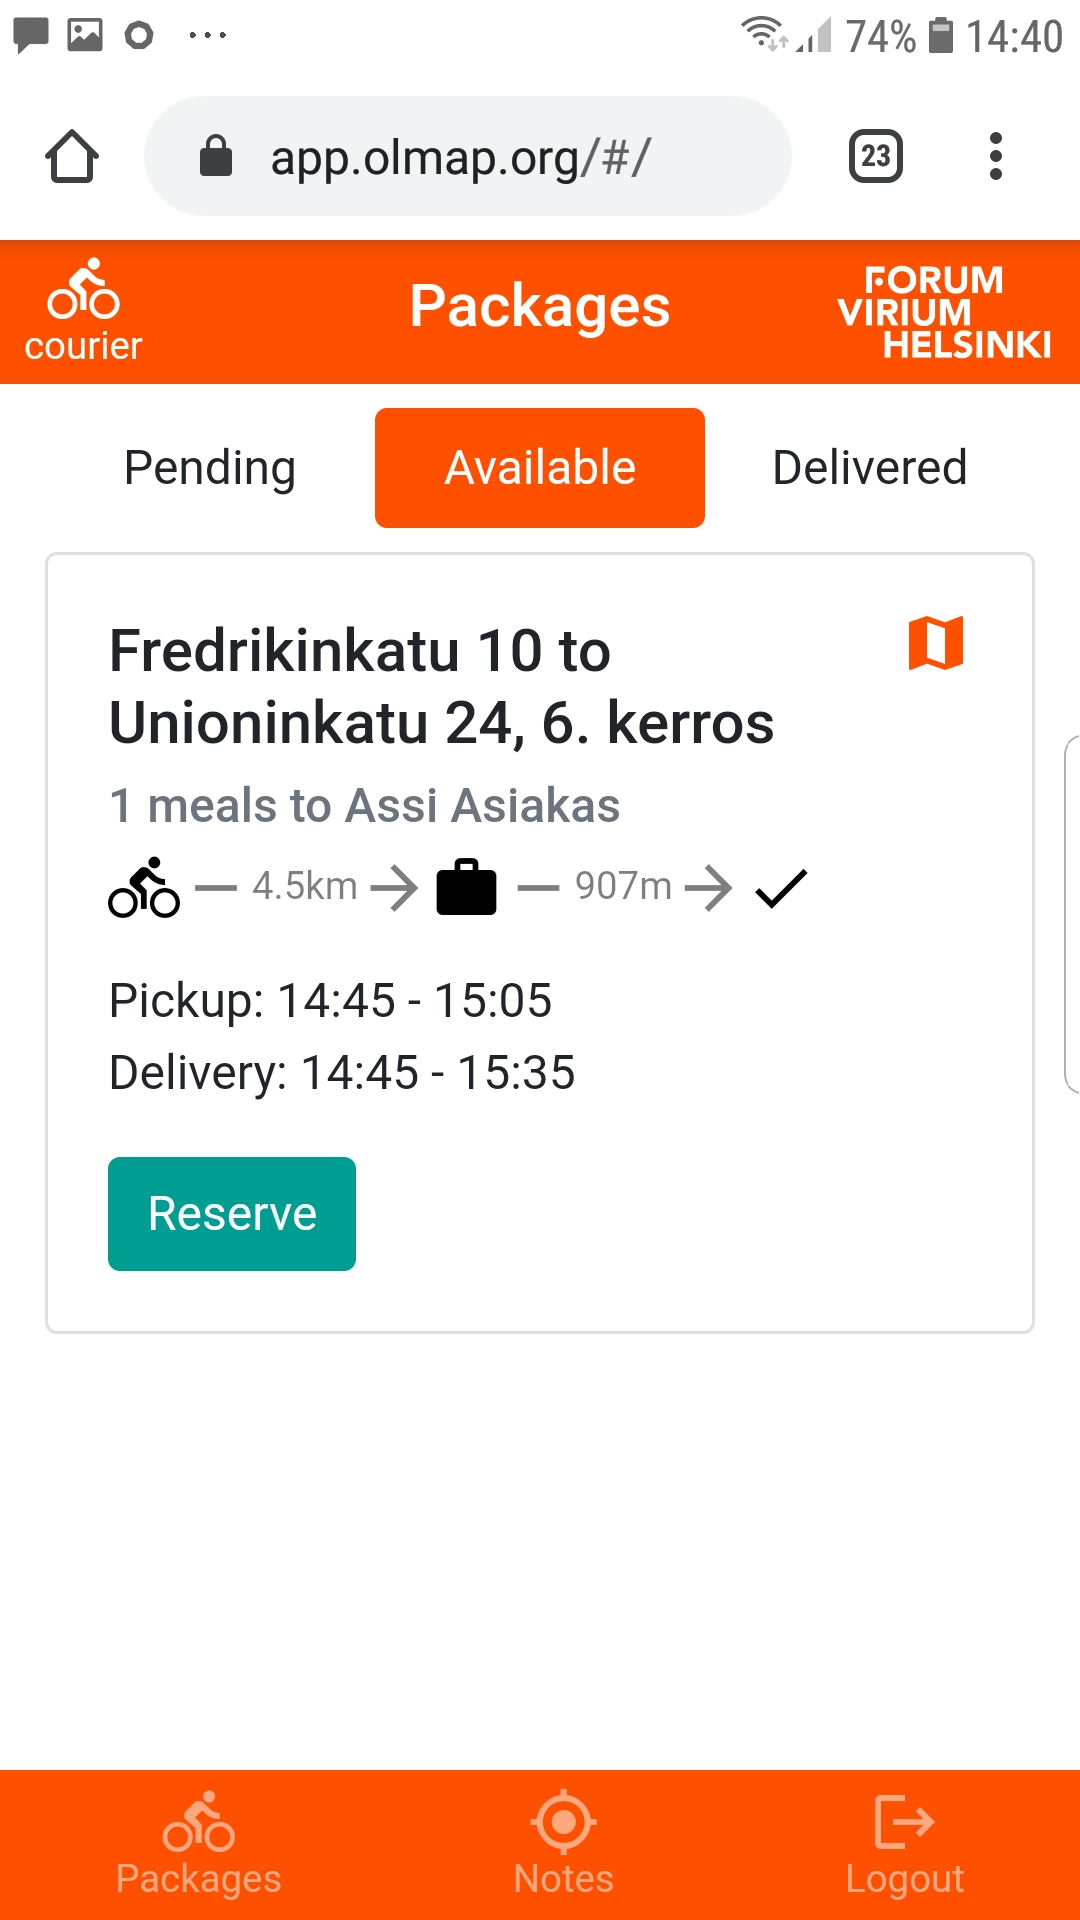 74% 14:40
app.olmap.org/#/
23
courier
Packages
FORUM
VIRIUM
HELSINKI
Pending
Available
Delivered
Fredrikinkatu 10 to
Unioninkatu 24, 6. kerros
1 meals to Assi Asiakas
4.5km
907m
Pickup: 14:45 - 15:05
Delivery: 14:45 - 15:35
Reserve
Packages
Notes
Logout